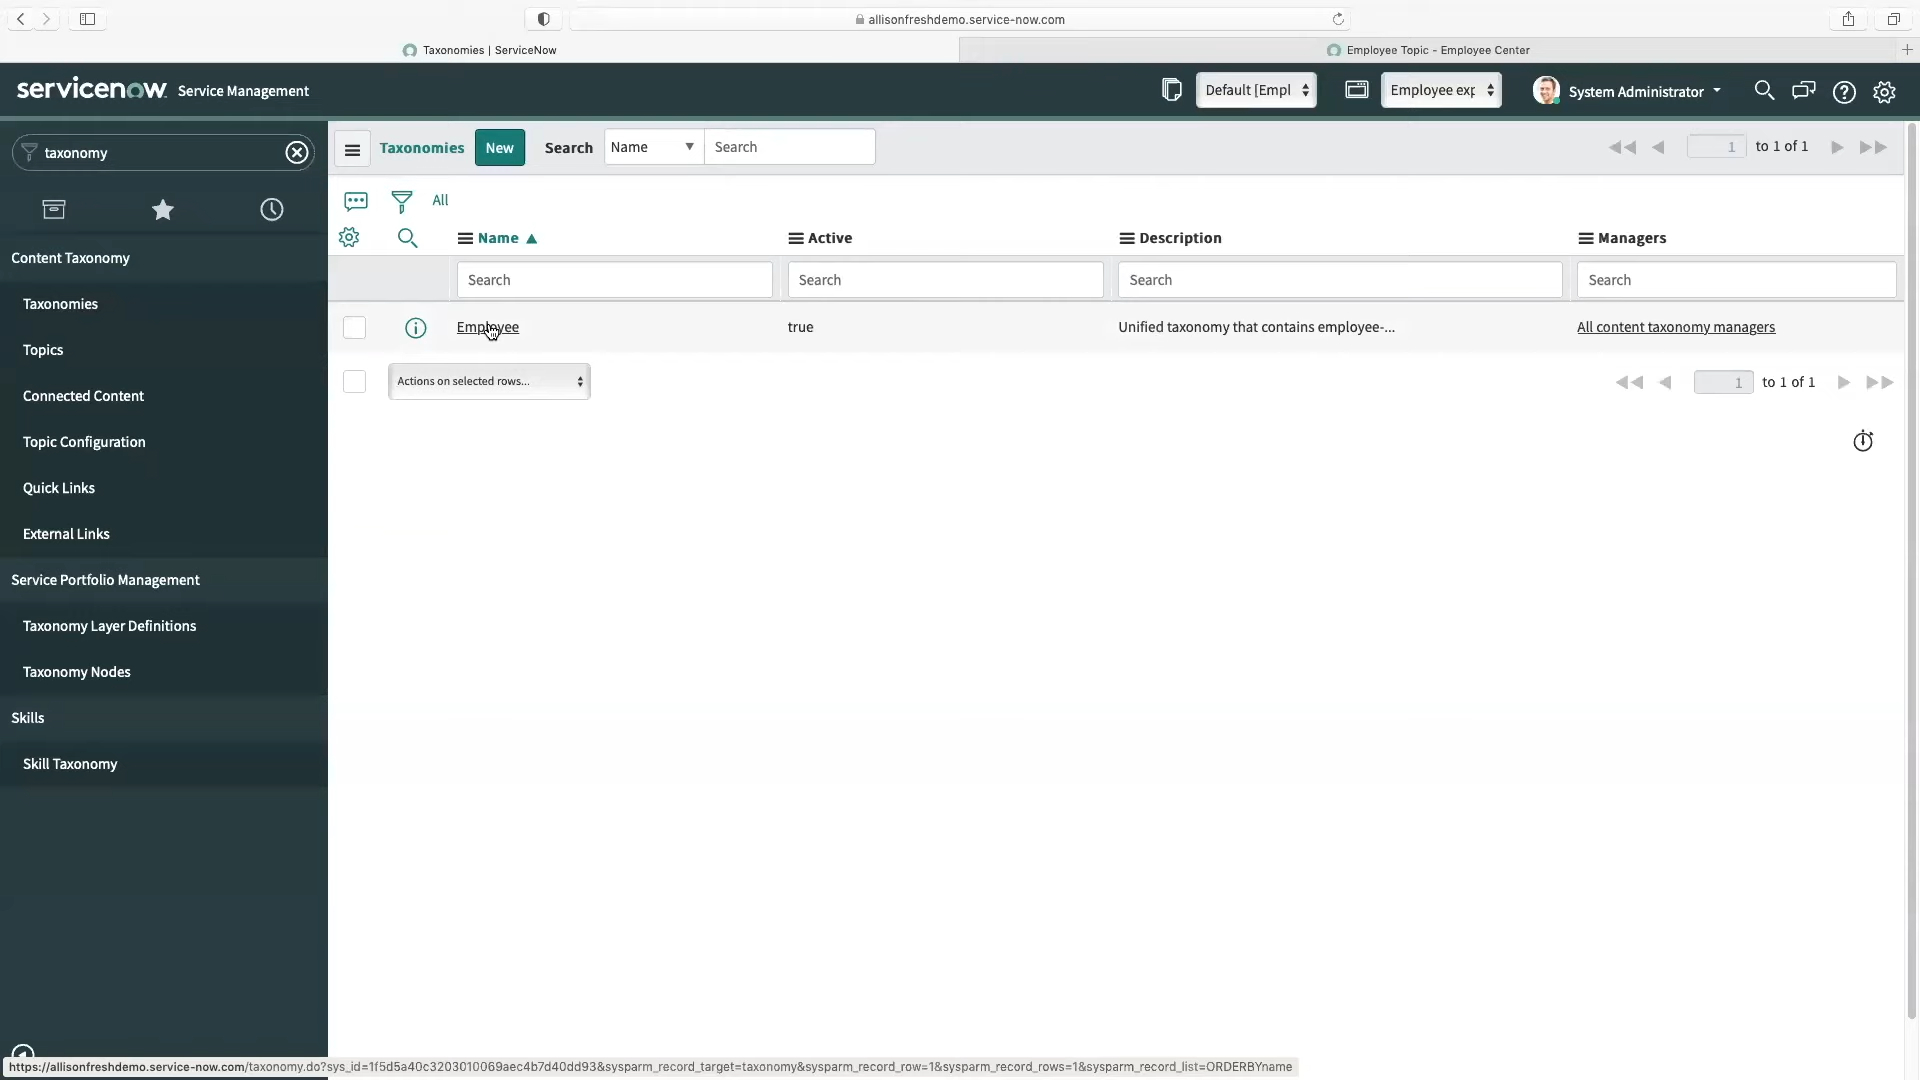 allisonfreshdemo.service-now.com
Taxonomies | ServiceNow
Employee Topic - Employee Center
servicenow Service Management
Default [Empl
Employee exp
System Administrator
taxonomy
Taxonomies New Search Name Search
1 to 1 of 1
All
Name Active Description Managers
Search Search Search Search
Employee true Unified taxonomy that contains employee-... All content taxonomy managers
Actions on selected rows...
1 to 1 of 1
Content Taxonomy
Taxonomies
Topics
Connected Content
Topic Configuration
Quick Links
External Links
Service Portfolio Management
Taxonomy Layer Definitions
Taxonomy Nodes
Skills
Skill Taxonomy
https://allisonfreshdemo.service-now.com/taxonomy.do?sys_id=1f5d5a40c3203010069aec4b7d40dd93&sysparm_record_target=taxonomy&sysparm_record_row=1&sysparm_record_rows=1&sysparm_record_list=ORDERBYname